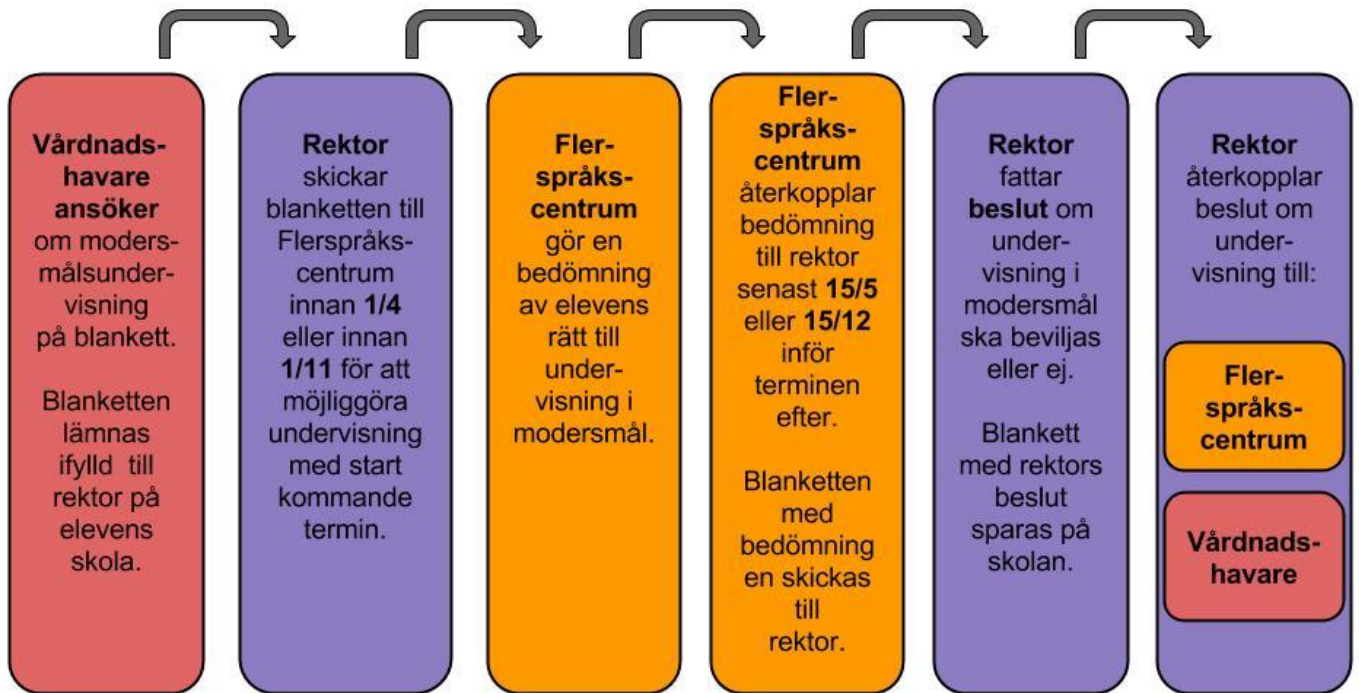 Vårdnads-
havare
ansöker
om moders-
målsunder-
visning
på blankett.
Blanketten
lämnas
ifylld till
rektor på
elevens
skola.
Rektor
skickar
blanketten till
Flerspråks-
centrum
innan 1/4
eller innan
1/11 för att
möjliggöra
undervisning
med start
kommande
termin.
Fler-
språks-
centrum
gör en
bedömning
av elevens
rätt till
under-
visning i
modersmål.
Fler-
språks-
centrum
återkopplar
bedömning
till rektor
senast 15/5
eller 15/12
inför
terminen
efter.
Blanketten
med
bedömning
en skickas
till
rektor.
Rektor
fattar
beslut om
under-
visning i
modersmål
ska beviljas
eller ej.
Blankett
med rektors
beslut
sparas på
skolan.
Rektor
återkopplar
beslut om
under-
visning till:
Fler-
språks-
centrum
Vårdnads-
havare